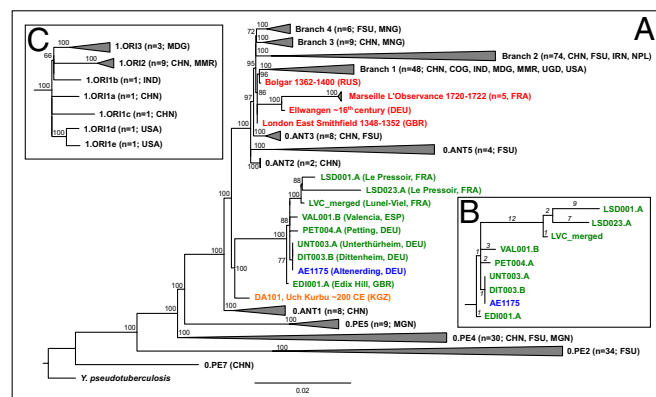 A
72
100
Branch 4 (n=6; FSU, MNG)
100
Branch 3 (n=9; CHN, MNG)
95
100
Branch 2 (n=74, CHN, FSU, IRN, NPL)
100
Branch 1 (n=48; CHN, COG, IND, MDG, MMR, UGD, USA)
96
Bolgar 1362-1400 (RUS)
100
Marseille L'Observance 1720-1722 (n=5, FRA)
97
100
Ellwangen ~16th century (DEU)
London East Smithfield 1348-1352 (GBR)
100
0.ANT3 (n=8; CHN, FSU)
100
100
0.ANT5 (n=4; FSU)
100
100
0.ANT2 (n=2; CHN)
88
LSD001.A (Le Pressoir, FRA)
LSD023.A (Le Pressoir, FRA)
100
LVC_merged (Lunel-Viel, FRA)
88
VAL001.B (Valencia, ESP)
PET004.A (Petting, DEU)
100
UNT003.A (Unterthürheim, DEU)
DIT003.B (Dittenheim, DEU)
77
AE1175 (Altenerding, DEU)
EDI001.A (Edix Hill, GBR)
DA101, Uch Kurbu ~200 CE (KGZ)
100
0.ANT1 (n=8; CHN)
100
100
0.PE5 (n=9; MGN)
100
100
0.PE4 (n=30; CHN, FSU, MGN)
100
100
0.PE2 (n=34; FSU)
0.PE7 (CHN)
Y. pseudotuberculosis
0.02
C
100
1.ORI3 (n=3; MDG)
66
100
1.ORI2 (n=9; CHN, MMR)
100
1.ORI1b (n=1; IND)
100
1.ORI1a (n=1; CHN)
1.ORI1c (n=1; CHN)
100
1.ORI1d (n=1; USA)
1.ORI1e (n=1; USA)
B
9
LSD001.A
2
12
7
LSD023.A
1
LVC_merged
3
VAL001.B
2
PET004.A
1
UNT003.A
DIT003.B
1
AE1175
1
EDI001.A